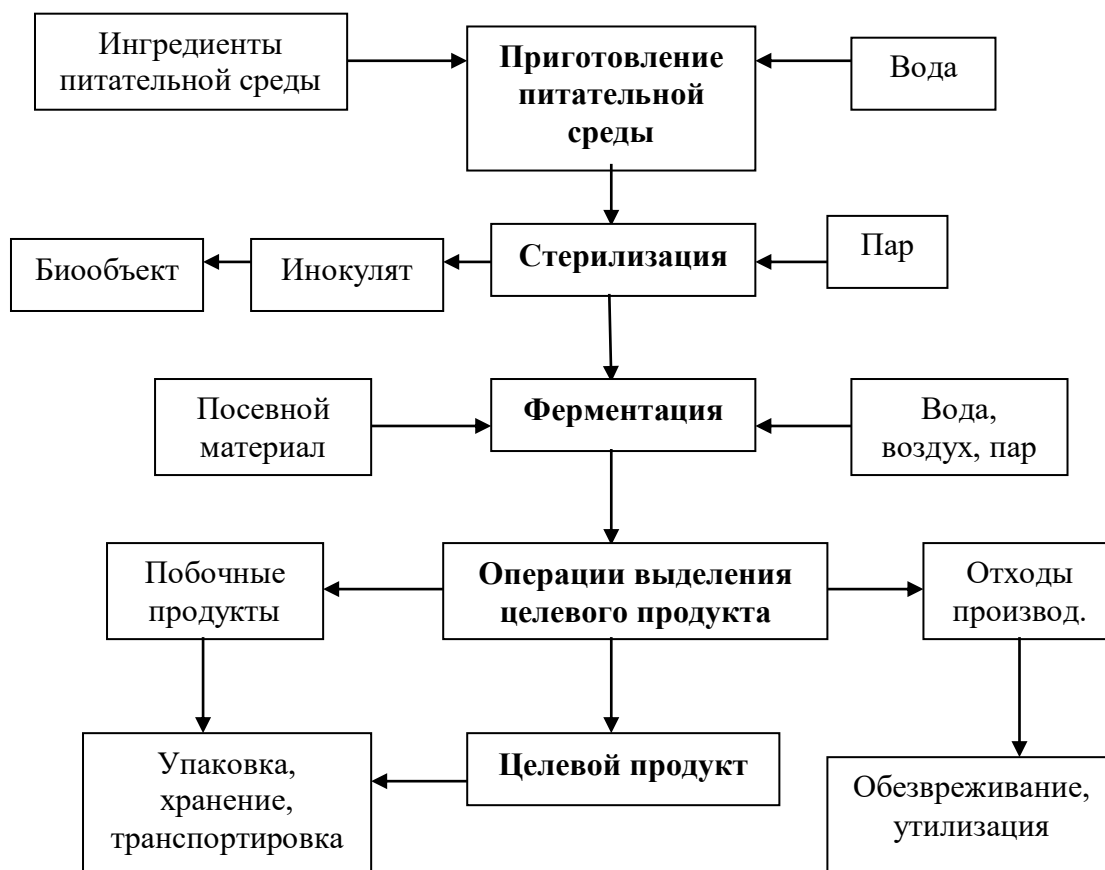 Ингредиенты
питательной среды
Приготовление
питательной
среды
Вода
Биообъект
Инокулят
Стерилизация
Пар
Посевной
материал
Ферментация
Вода,
воздух, пар
Побочные
продукты
Операции выделения
целевого продукта
Отходы
производ.
Упаковка,
хранение,
транспортировка
Целевой продукт
Обезвреживание,
утилизация